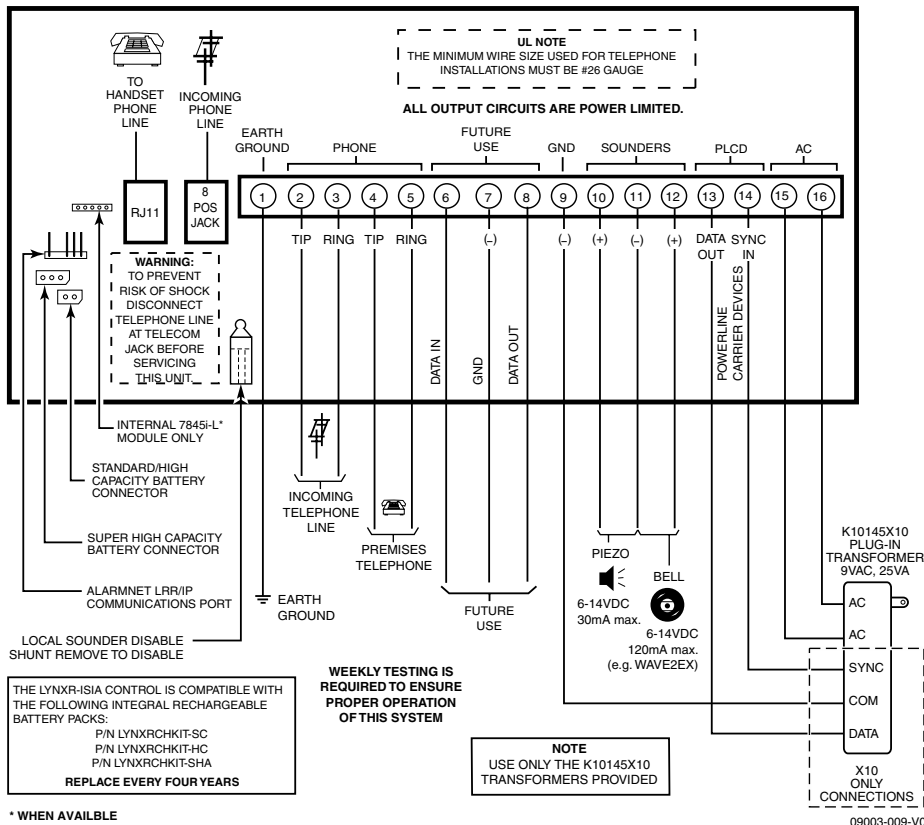 UL NOTE
THE MINIMUM WIRE SIZE USED FOR TELEPHONE
INSTALLATIONS MUST BE #26 GAUGE
TO
HANDSET
PHONE
LINE
INCOMING
PHONE
LINE
ALL OUTPUT CIRCUITS ARE POWER LIMITED.
EARTH
GROUND
PHONE
FUTURE
USE
GND
SOUNDERS
PLCD
AC
RJ11
8
POS
JACK
1 2 3 4 5 6 7 8 9 10 11 12 13 14 15 16
TIP RING TIP RING (–) (–) (+) (–) (+) DATA OUT SYNC IN
DATA IN
GND
DATA OUT
POWERLINE
CARRIER DEVICES
WARNING:
TO PREVENT
RISK OF SHOCK
DISCONNECT
TELEPHONE LINE
AT TELECOM
JACK BEFORE
SERVICING
THIS UNIT.
INTERNAL 7845i-L*
MODULE ONLY
STANDARD/HIGH
CAPACITY BATTERY
CONNECTOR
SUPER HIGH CAPACITY
BATTERY CONNECTOR
ALARMNET LRR/IP
COMMUNICATIONS PORT
LOCAL SOUNDER DISABLE
SHUNT REMOVE TO DISABLE
EARTH
GROUND
INCOMING
TELEPHONE
LINE
PREMISES
TELEPHONE
FUTURE
USE
PIEZO
6-14VDC
30mA max.
BELL
6-14VDC
120mA max.
(e.g. WAVE2EX)
K10145X10
PLUG-IN
TRANSFORMER
9VAC, 25VA
AC
AC
SYNC
COM
DATA
X10
ONLY
CONNECTIONS
THE LYNXR-ISIA CONTROL IS COMPATIBLE WITH
THE FOLLOWING INTEGRAL RECHARGEABLE
BATTERY PACKS:
P/N LYNXRCHKIT-SC
P/N LYNXRCHKIT-HC
P/N LYNXRCHKIT-SHA
REPLACE EVERY FOUR YEARS
WEEKLY TESTING IS
REQUIRED TO ENSURE
PROPER OPERATION
OF THIS SYSTEM
NOTE
USE ONLY THE K10145X10
TRANSFORMERS PROVIDED
* WHEN AVAILBLE
09003-009-V0